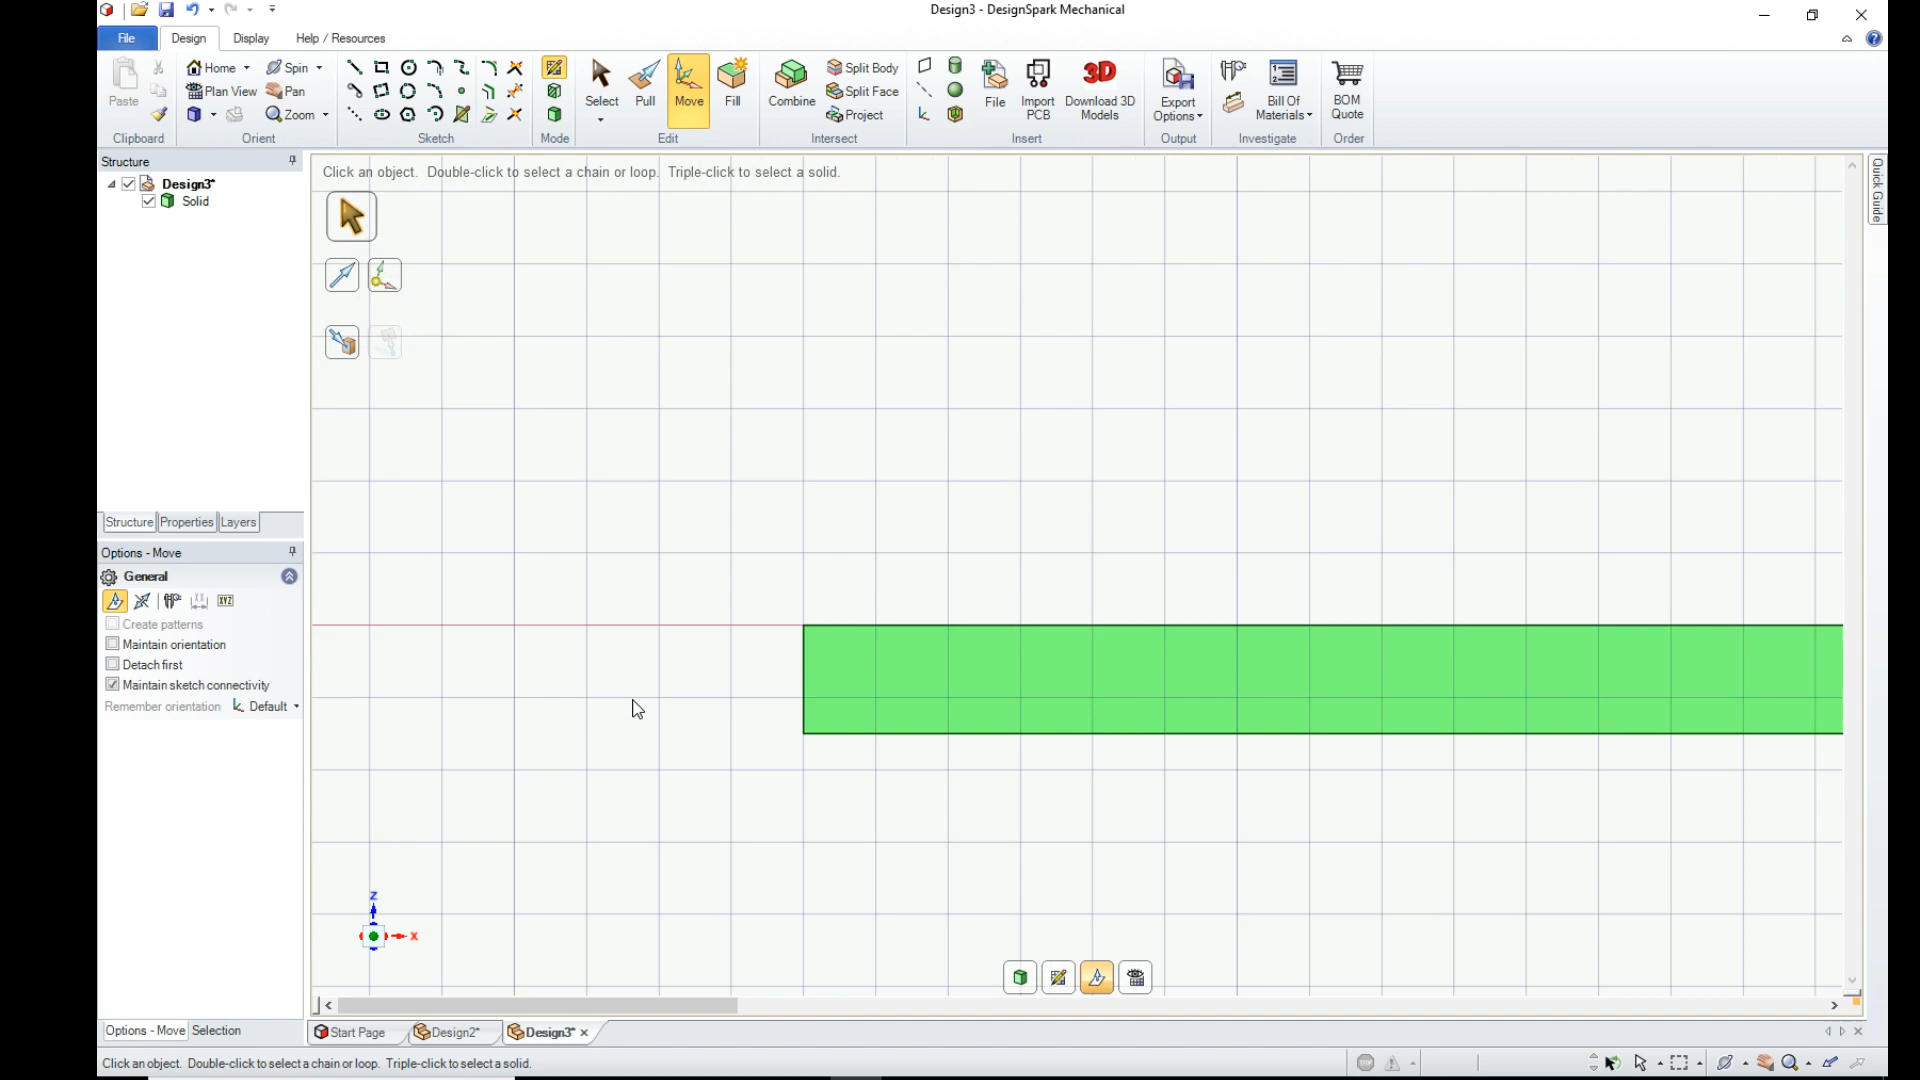 Design3 - DesignSpark Mechanical
File Design Display Help / Resources
Home Spin
Plan View Pan
Zoom
Paste
Select Pull Move Fill
Combine Split Body
Split Face
Project
File Import PCB Download 3D Models
3D
Export Options
Bill Of Materials
BOM Quote
Clipboard Orient Sketch Mode Edit Intersect Insert Output Investigate Order
Structure
Design3*
Solid
Click an object. Double-click to select a chain or loop. Triple-click to select a solid.
Quick Guide
Structure Properties Layers
Options - Move
General
XYZ
Create patterns
Maintain orientation
Detach first
Maintain sketch connectivity
Remember orientation Default
Z
X
Options - Move Selection
Start Page Design2* Design3*
Click an object. Double-click to select a chain or loop. Triple-click to select a solid.